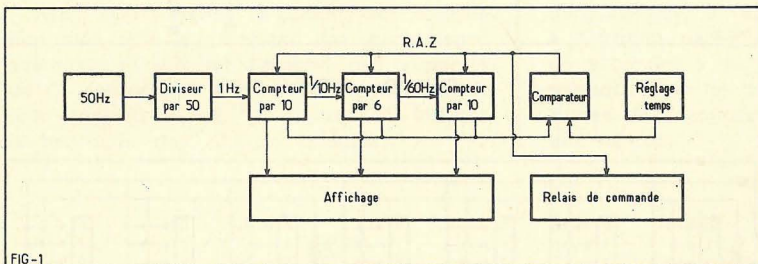 R.A.Z
50Hz
Diviseur
par 50
1 Hz
Compteur
par 10
1/10Hz
Compteur
par 6
1/60Hz
Compteur
par 10
Comparateur
Réglage
temps
Affichage
Relais de commande
FIG-1